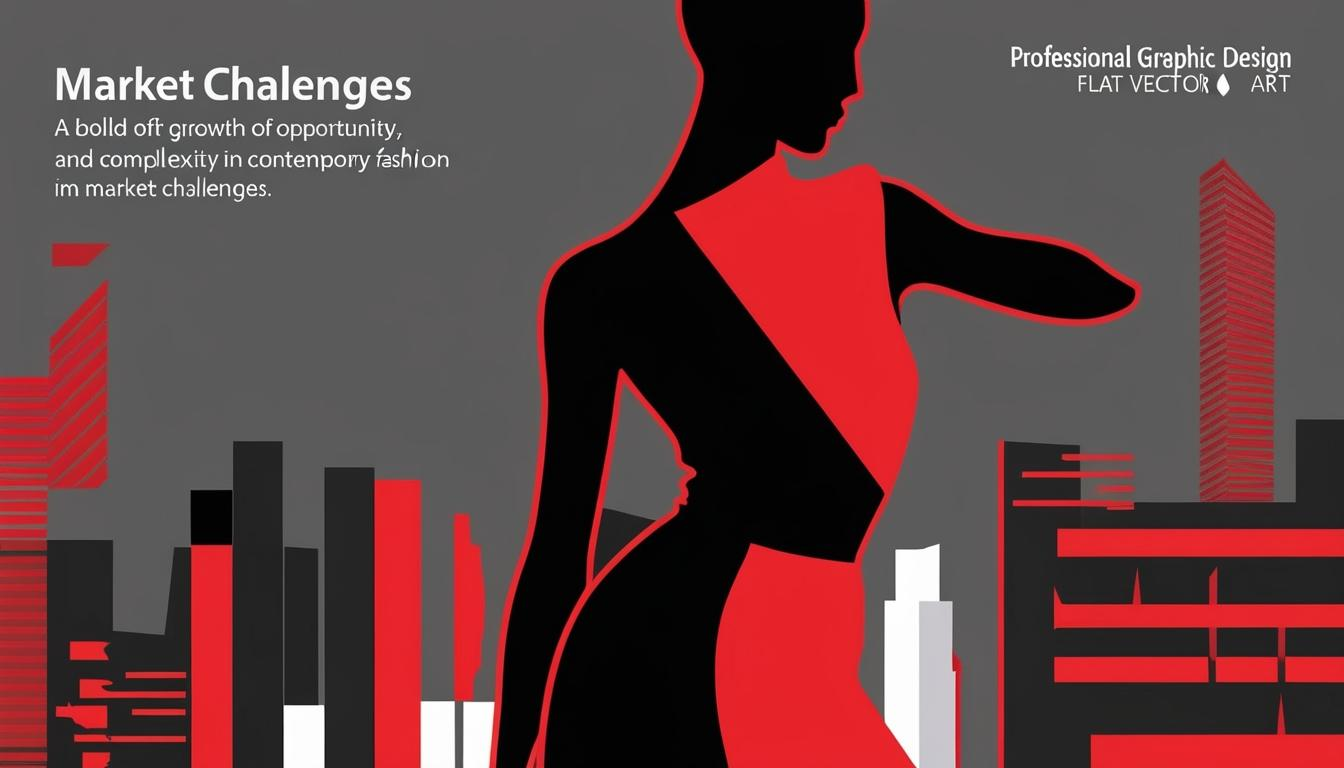 Market Chalenges
A bolld oft grrowth of opportunity,
and compllexity in contempory fashion
im market challenges.
Professional Graphic Design
FLAT VECTOR ART